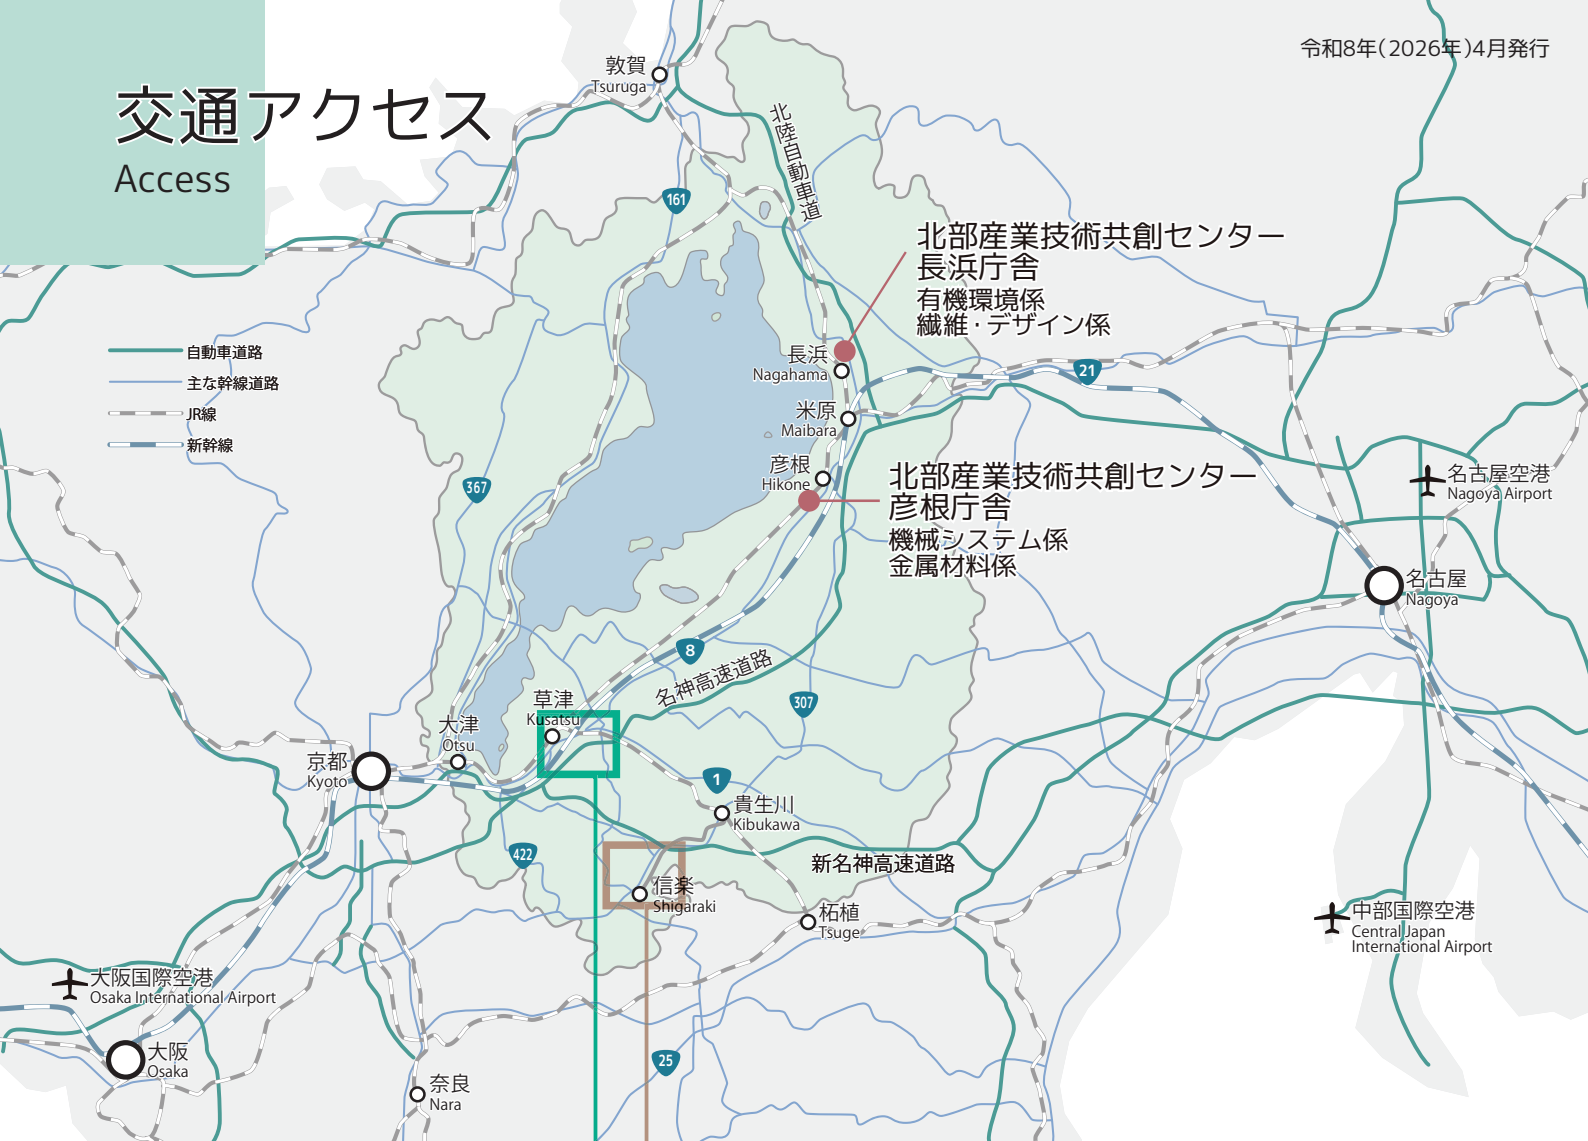 令和8年(2026年)4月発行
交通アクセス
Access
敦賀
Tsuruga
北陸自動車道
161
北部産業技術共創センター
長浜庁舎
有機環境係
繊維・デザイン係
自動車道路
主な幹線道路
JR線
新幹線
長浜
Nagahama
21
米原
Maibara
彦根
Hikone
北部産業技術共創センター
彦根庁舎
機械システム係
金属材料係
名古屋空港
Nagoya Airport
367
名古屋
Nagoya
8
名神高速道路
307
草津
Kusatsu
大津
Otsu
京都
Kyoto
1
貴生川
Kibukawa
422
新名神高速道路
信楽
Shigaraki
柘植
Tsuge
中部国際空港
Central Japan
International Airport
大阪国際空港
Osaka International Airport
大阪
Osaka
25
奈良
Nara